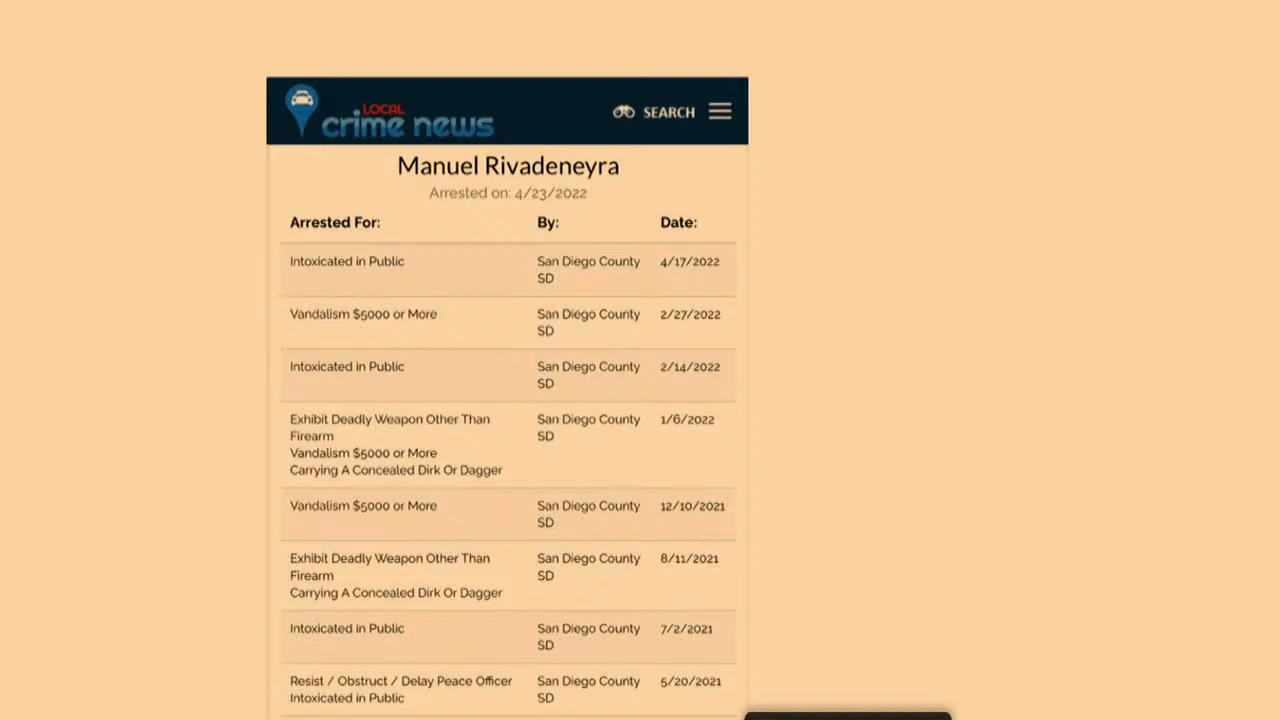 LOCAL
crime news
SEARCH
Manuel Rivadeneyra
Arrested on: 4/23/2022
Arrested For: By: Date:
Intoxicated in Public San Diego County 4/17/2022
SD
Vandalism $5000 or More San Diego County 2/27/2022
SD
Intoxicated in Public San Diego County 2/14/2022
SD
Exhibit Deadly Weapon Other Than San Diego County 1/6/2022
Firearm SD
Vandalism $5000 or More
Carrying A Concealed Dirk Or Dagger
Vandalism $5000 or More San Diego County 12/10/2021
SD
Exhibit Deadly Weapon Other Than San Diego County 8/11/2021
Firearm SD
Carrying A Concealed Dirk Or Dagger
Intoxicated in Public San Diego County 7/2/2021
SD
Resist / Obstruct / Delay Peace Officer San Diego County 5/20/2021
Intoxicated in Public SD